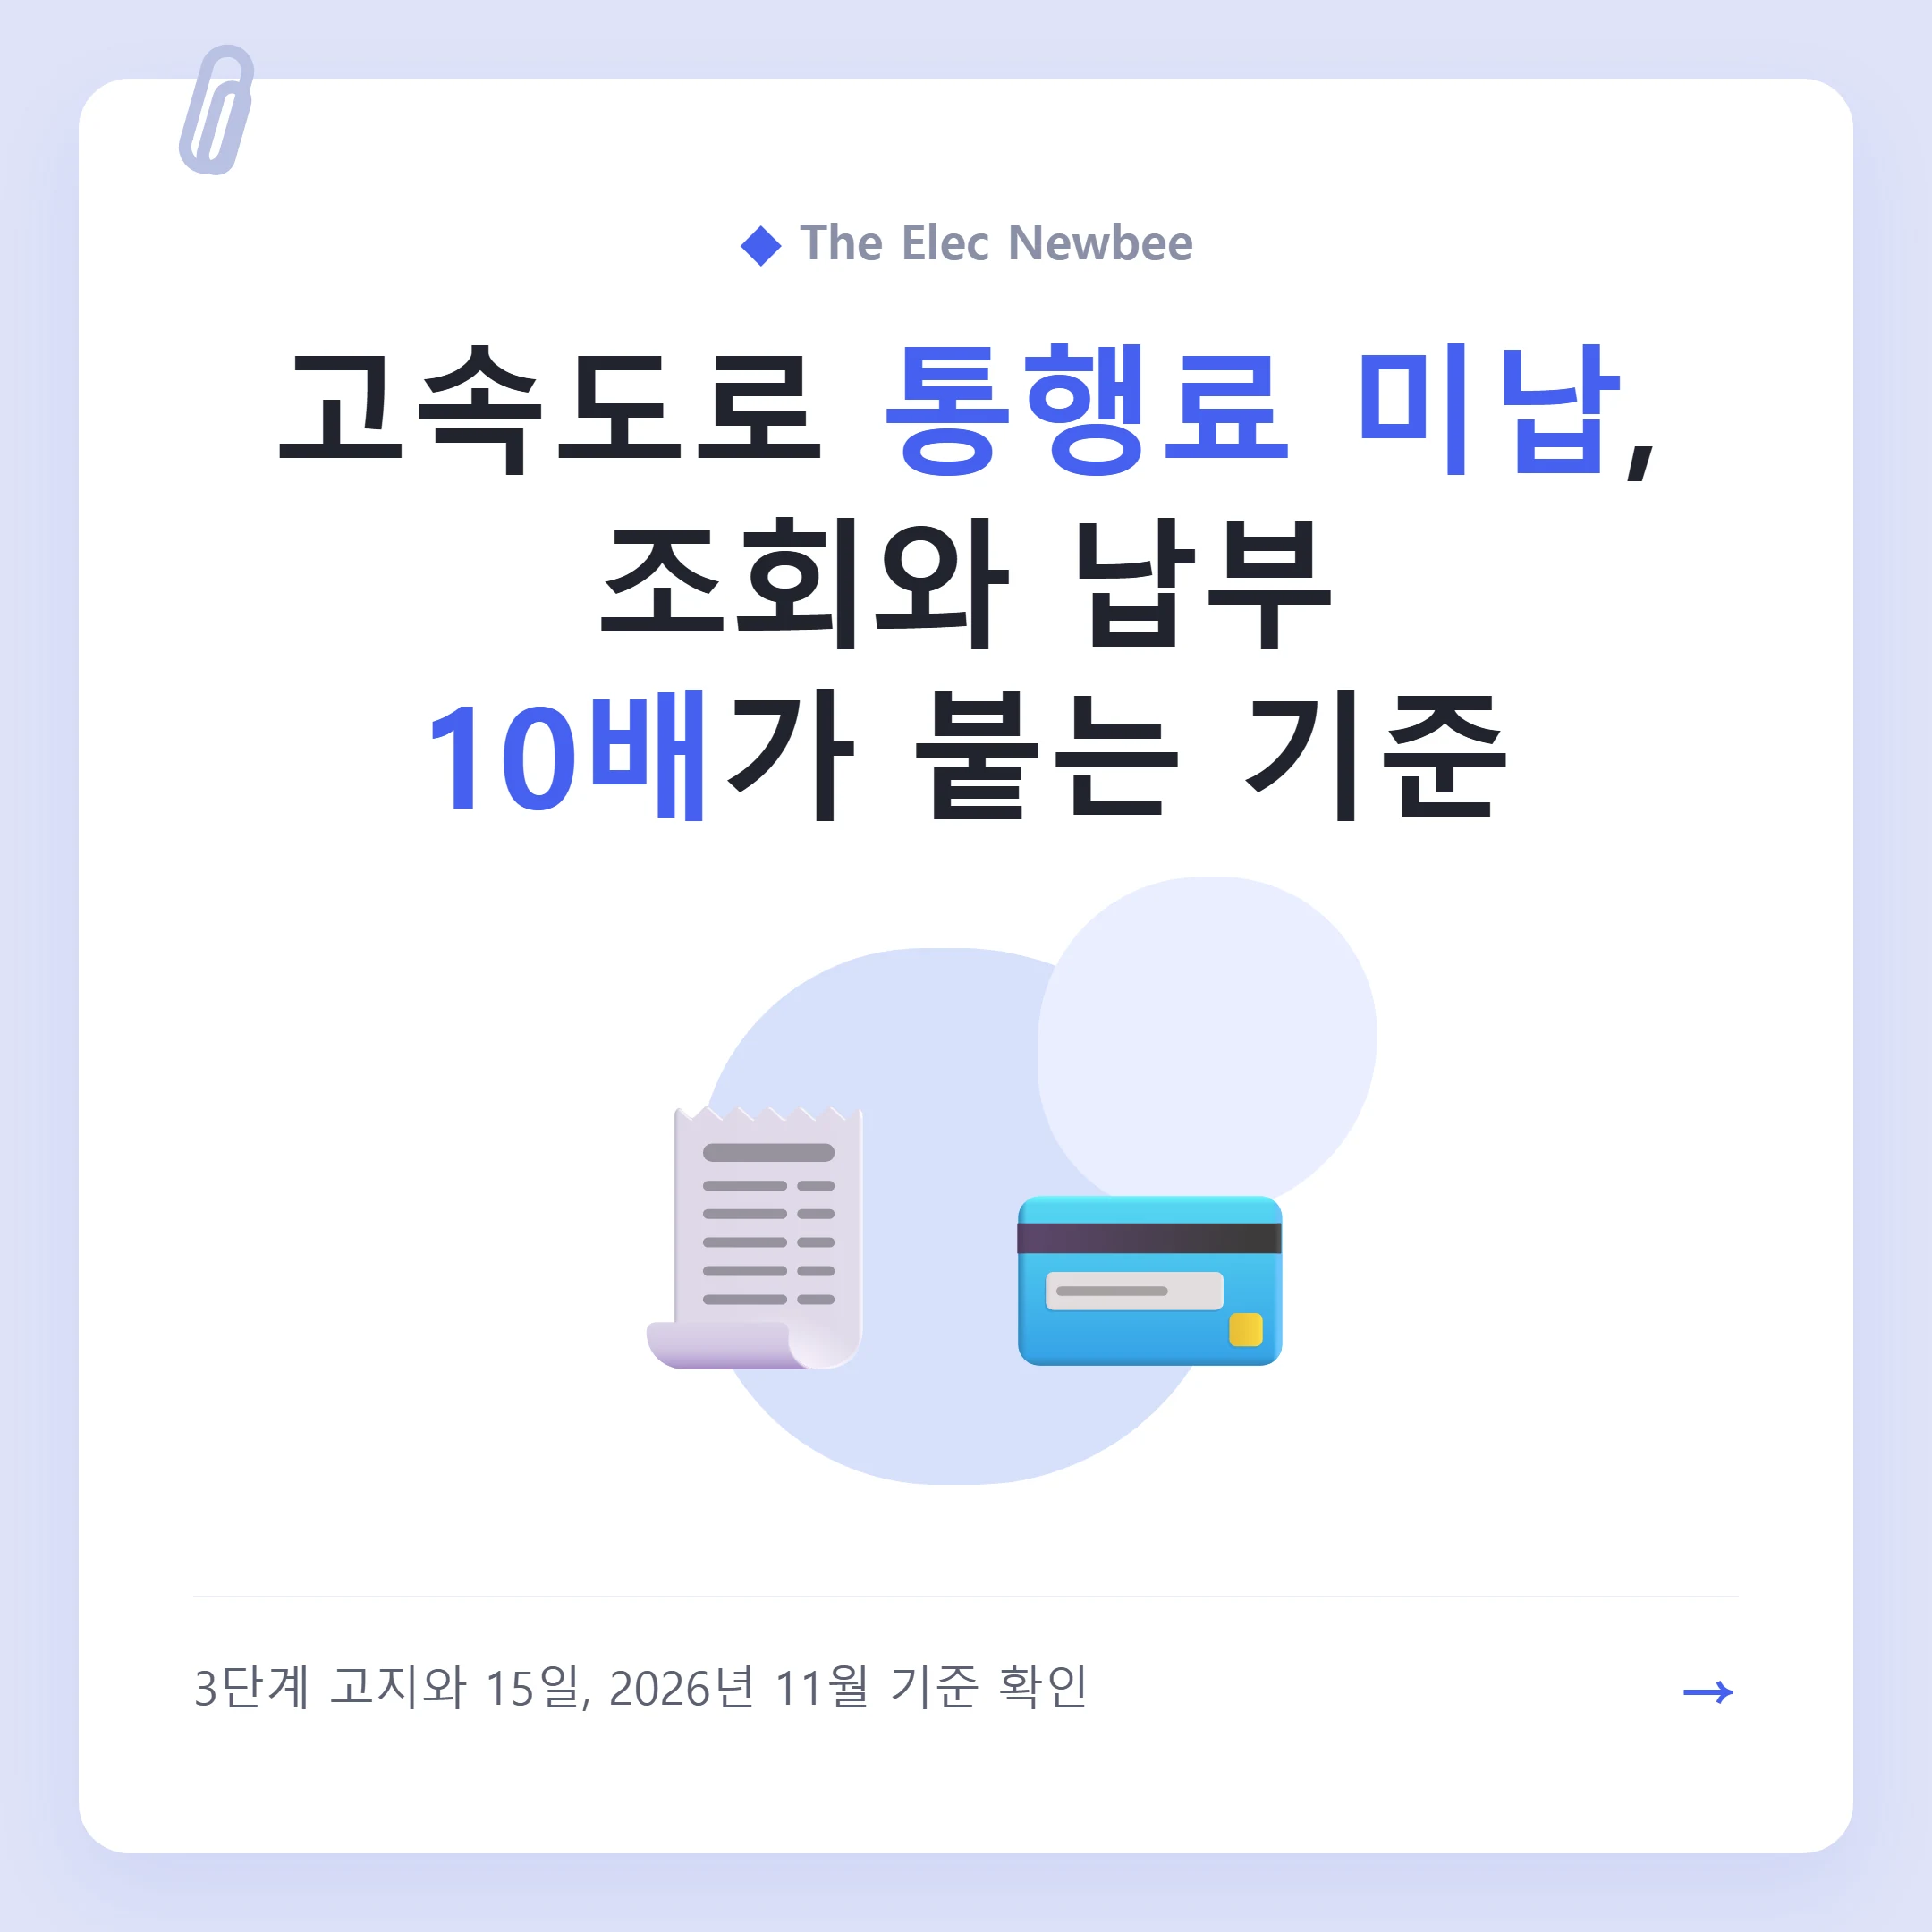 The Elec Newbee
고속도로 통행료 미납,
조회와 납부
10배가 붙는 기준
3단계 고지와 15일, 2026년 11월 기준 확인